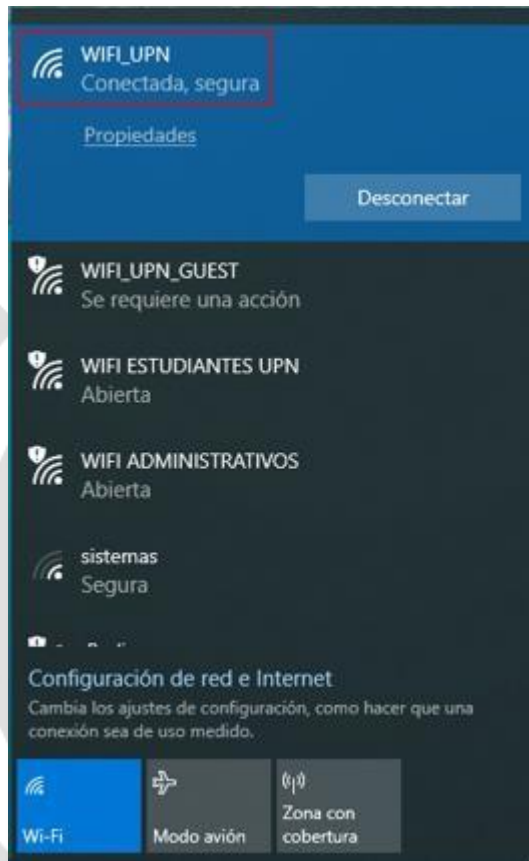 WIFI_UPN
Conectada, segura
Propiedades
Desconectar
WIFI_UPN_GUEST
Se requiere una acción
WIFI ESTUDIANTES UPN
Abierta
WIFI ADMINISTRATIVOS
Abierta
sistemas
Segura
Configuración de red e Internet
Cambia los ajustes de configuración, como hacer que una
conexión sea de uso medido.
Wi-Fi
Modo avión
Zona con
cobertura